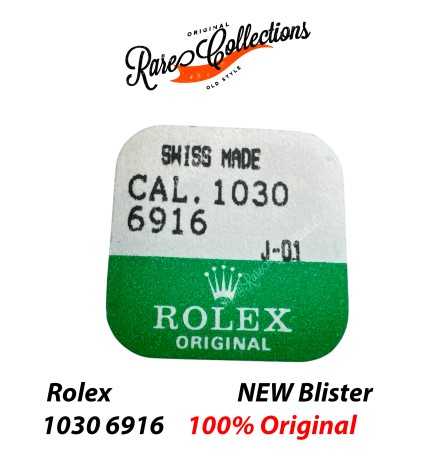 ORIGINAL
Rare Collections
OLD STYLE
SWISS MADE
CAL. 1030
6916
J-01
ROLEX
ORIGINAL
Rolex NEW Blister
1030 6916 100% Original